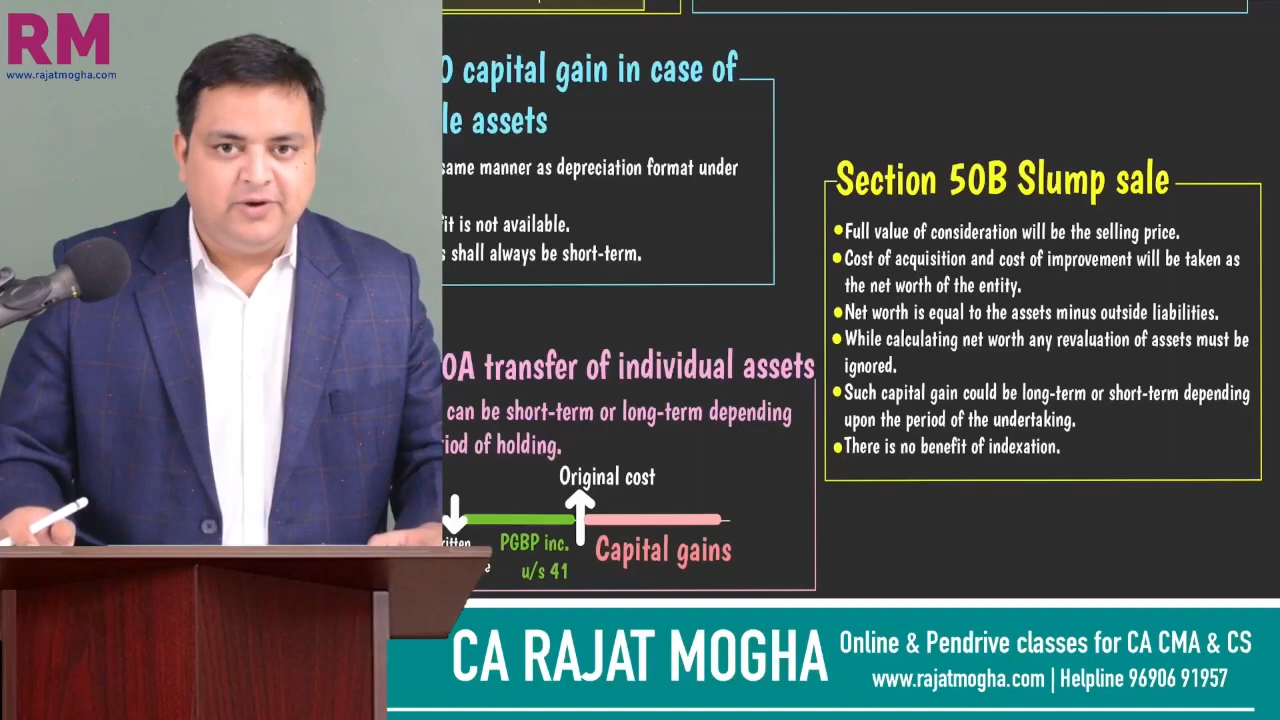 RM
www.rajatmogha.com
0 capital gain in case of
le assets
same manner as depreciation format under
fit is not available.
s shall always be short-term.
0A transfer of individual assets
can be short-term or long-term depending
iod of holding.
Original cost
itten
PGBP inc.
u/s 41
Capital gains
Section 50B Slump sale
•Full value of consideration will be the selling price.
•Cost of acquisition and cost of improvement will be taken as
the net worth of the entity.
•Net worth is equal to the assets minus outside liabilities.
•While calculating net worth any revaluation of assets must be
ignored.
•Such capital gain could be long-term or short-term depending
upon the period of the undertaking.
•There is no benefit of indexation.
CA RAJAT MOGHA
Online & Pendrive classes for CA CMA & CS
www.rajatmogha.com | Helpline 96906 91957